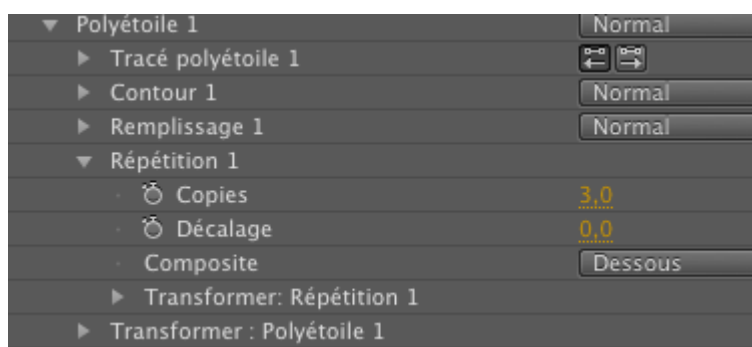 Polyétoile 1 Normal
Tracé polyétoile 1
Contour 1 Normal
Remplissage 1 Normal
Répétition 1
Copies 3,0
Décalage 0,0
Composite Dessous
Transformer: Répétition 1
Transformer : Polyétoile 1